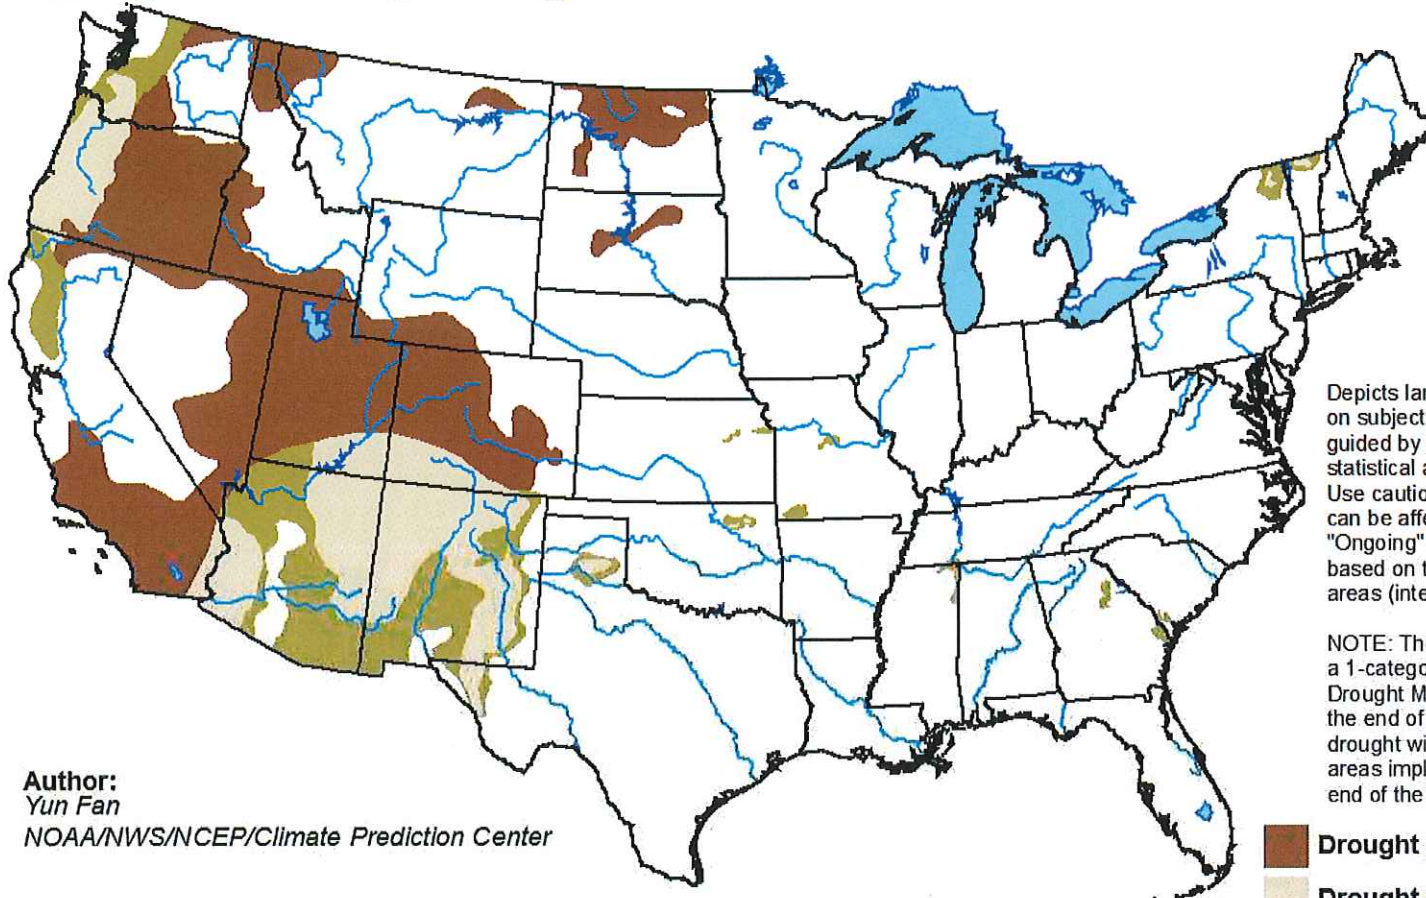 Author:
Yun Fan
NOAA/NWS/NCEP/Climate Prediction Center
Depicts lar
on subject
guided by
statistical a
Use cautio
can be affe
"Ongoing"
based on t
areas (inte
NOTE: Th
a 1-catego
Drought M
the end of
drought wi
areas impl
end of the
Drought
Drought